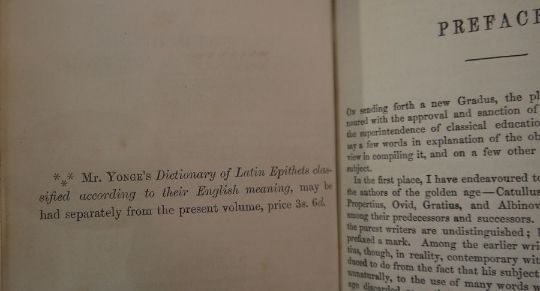 *** Mr. YONGE'S Dictionary of Latin Epithets clas-
sified according to their English meaning, may be
had separately from the present volume, price 3s. 6d.
PREFACE
On sending forth a new Gradus, the pl
noured with the approval and sanction of
the superintendence of classical educatio
say a few words in explanation of the ob
view in compiling it, and on a few other
subject.
In the first place, I have endeavoured to
the authors of the golden age—Catullus
Propertius, Ovid, Gratius, and Albinov
among their predecessors and successors.
the purest writers are undistinguished;
prefixed a mark. Among the earlier wri
tius, though, in reality, contemporary wit
duced to do from the fact that his subject
unnaturally, to the use of many words w
age discarded